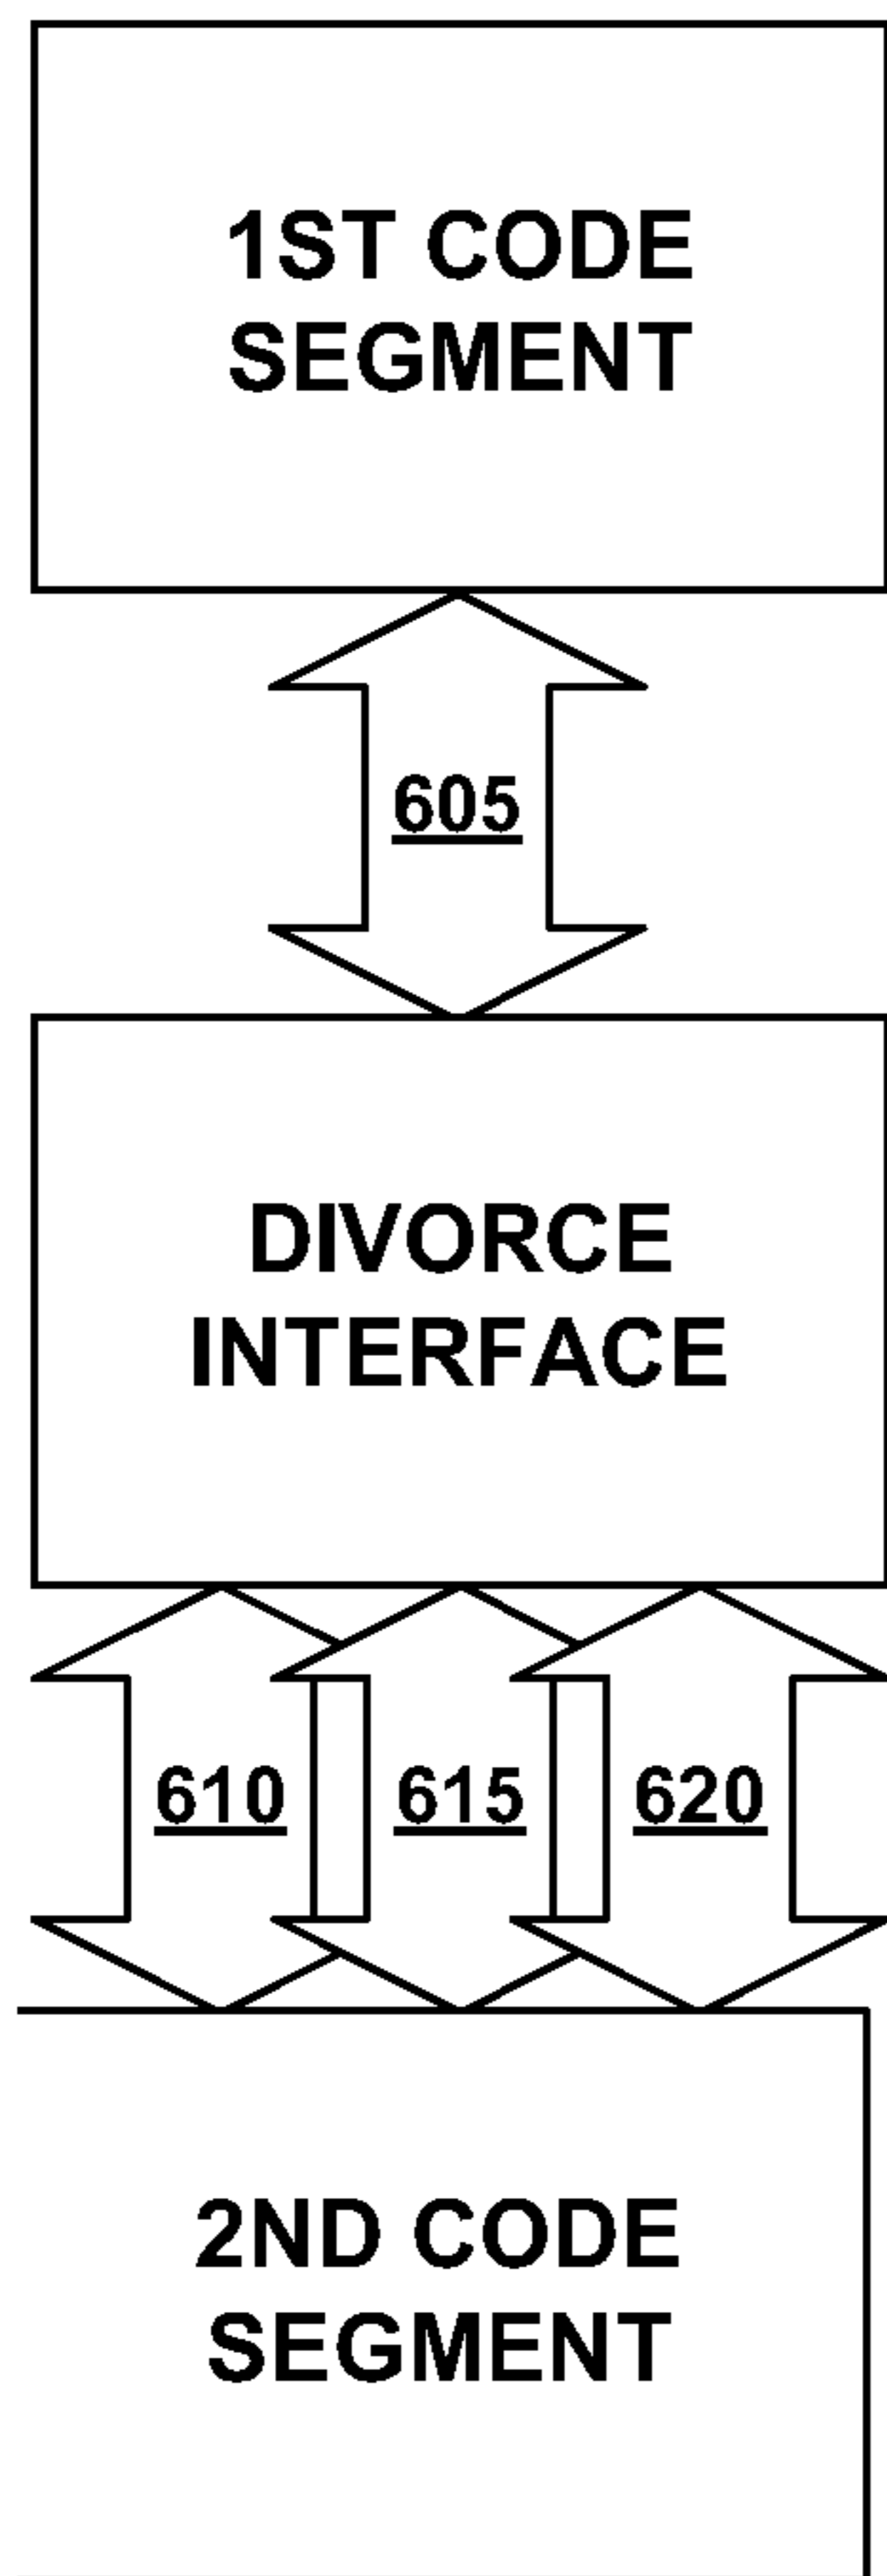 1ST CODE
SEGMENT
605
DIVORCE
INTERFACE
610 615 620
2ND CODE
SEGMENT